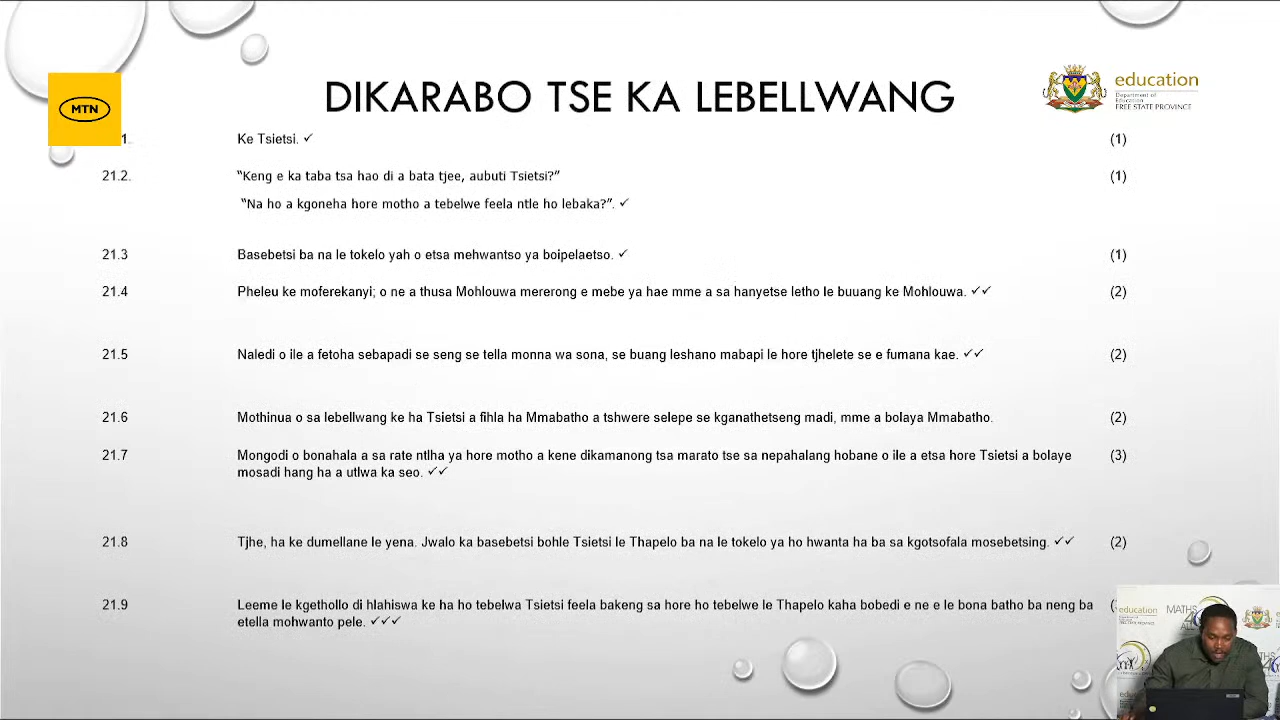 DIKARABO TSE KA LEBELLWANG
MTN
education
Department of
Education
FREE STATE PROVINCE
1. Ke Tsietsi. ✓ (1)
21.2. “Keng e ka taba tsa hao di a bata tjee, aubuti Tsietsi?” (1)
“Na ho a kgoneha hore motho a tebelwe feela ntle ho lebaka?”. ✓
21.3 Basebetsi ba na le tokelo yah o etsa mehwantso ya boipelaetso. ✓ (1)
21.4 Pheleu ke moferekanyi; o ne a thusa Mohlouwa mererong e mebe ya hae mme a sa hanyetse letho le buuang ke Mohlouwa. ✓✓ (2)
21.5 Naledi o ile a fetoha sebapadi se seng se tella monna wa sona, se buang leshano mabapi le hore tjhelete se e fumana kae. ✓✓ (2)
21.6 Mothinua o sa lebellwang ke ha Tsietsi a fihla ha Mmabatho a tshwere selepe se kganathetseng madi, mme a bolaya Mmabatho. (2)
21.7 Mongodi o bonahala a sa rate ntlha ya hore motho a kene dikamanong tsa marato tse sa nepahalang hobane o ile a etsa hore Tsietsi a bolaye (3)
mosadi hang ha a utlwa ka seo. ✓✓
21.8 Tjhe, ha ke dumellane le yena. Jwalo ka basebetsi bohle Tsietsi le Thapelo ba na le tokelo ya ho hwanta ha ba sa kgotsofala mosebetsing. ✓✓ (2)
21.9 Leeme le kgethollo di hlahiswa ke ha ho tebelwa Tsietsi feela bakeng sa hore ho tebelwe le Thapelo kaha bobedi e ne e le bona batho ba neng ba
etella mohwanto pele. ✓✓✓
education
MATHS
4
ALL